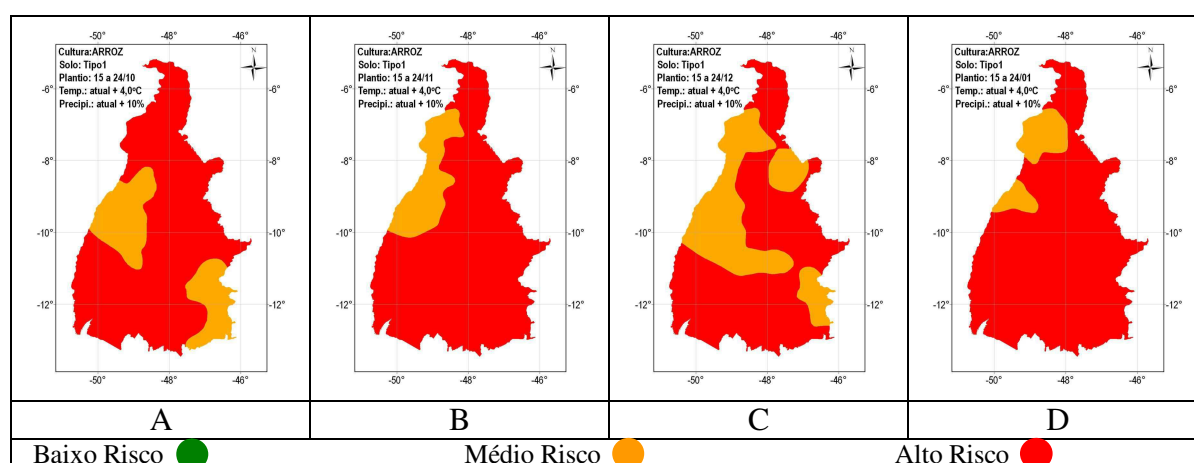 -50° -48° -46°
Cultura:ARROZ
Solo: Tipo1
Plantio: 15 a 24/10
Temp.: atual + 4,0ºC
Precipi.: atual + 10%
N
-6° -6°
-8° -8°
-10° -10°
-12° -12°
-50° -48° -46°
-50° -48° -46°
Cultura:ARROZ
Solo: Tipo1
Plantio: 15 a 24/11
Temp.: atual + 4,0ºC
Precipi.: atual + 10%
N
-6° -6°
-8° -8°
-10° -10°
-12° -12°
-50° -48° -46°
-50° -48° -46°
Cultura:ARROZ
Solo: Tipo1
Plantio: 15 a 24/12
Temp.: atual + 4,0ºC
Precipi.: atual + 10%
N
-6° -6°
-8° -8°
-10° -10°
-12° -12°
-50° -48° -46°
-50° -48° -46°
Cultura:ARROZ
Solo: Tipo1
Plantio: 15 a 24/01
Temp.: atual + 4,0ºC
Precipi.: atual + 10%
N
-6° -6°
-8° -8°
-10° -10°
-12° -12°
-50° -48° -46°
A B C D
Baixo Risco Médio Risco Alto Risco